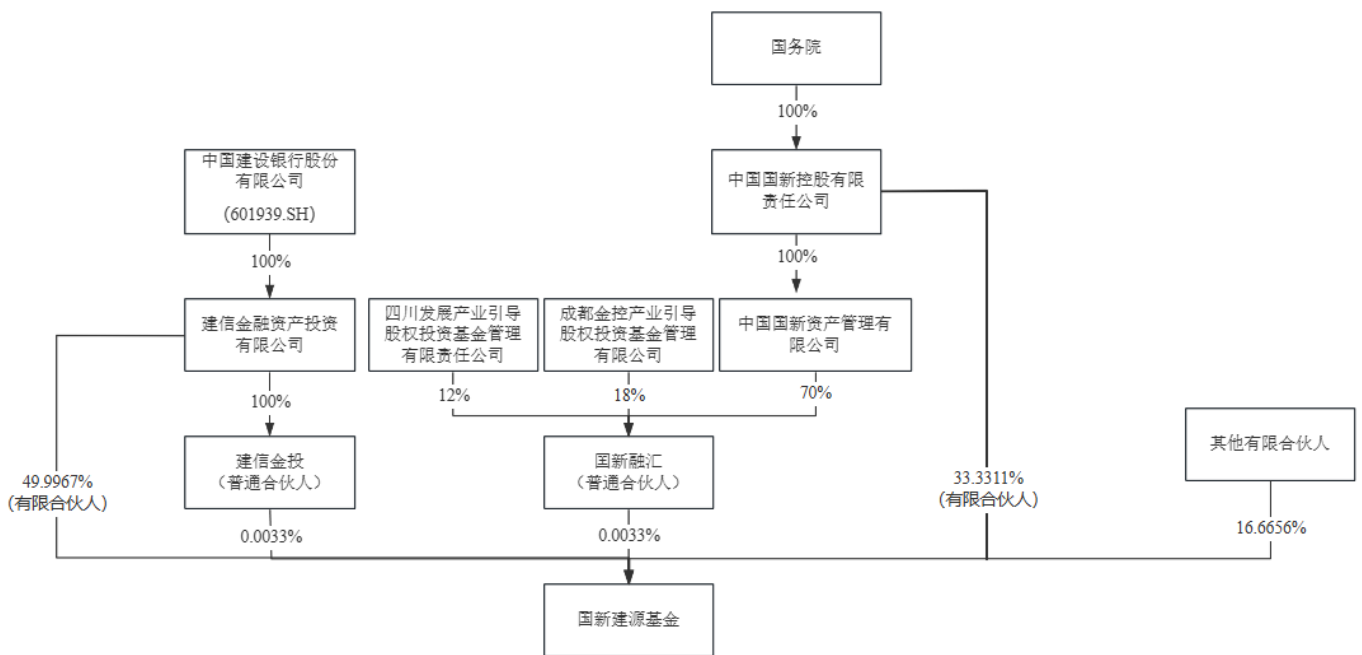 国务院
100%
中国建设银行股份
有限公司
(601939.SH)
中国国新控股有限
责任公司
100%
100%
建信金融资产投资
有限公司
四川发展产业引导
股权投资基金管理
有限责任公司
成都金控产业引导
股权投资基金管理
有限公司
中国国新资产管理有
限公司
100%
12%
18%
70%
建信金投
（普通合伙人）
国新融汇
（普通合伙人）
其他有限合伙人
49.9967%
(有限合伙人)
33.3311%
(有限合伙人)
0.0033%
0.0033%
16.6656%
国新建源基金